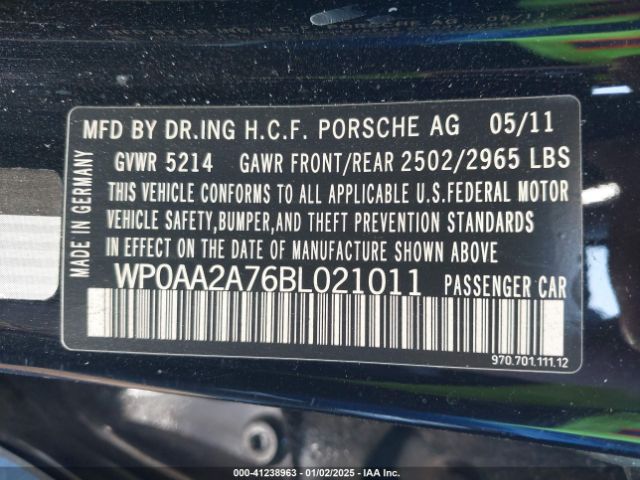 MFD BY DR.ING H.C.F. PORSCHE AG 05/11
GVWR 5214 GAWR FRONT/REAR 2502/2965 LBS
THIS VEHICLE CONFORMS TO ALL APPLICABLE U.S.FEDERAL MOTOR
VEHICLE SAFETY,BUMPER,AND THEFT PREVENTION STANDARDS
IN EFFECT ON THE DATE OF MANUFACTURE SHOWN ABOVE
WP0AA2A76BL021011 PASSENGER CAR
970.701.111.12
MADE IN GERMANY
000-41238963 | 01/02/2025 | IAA Inc.